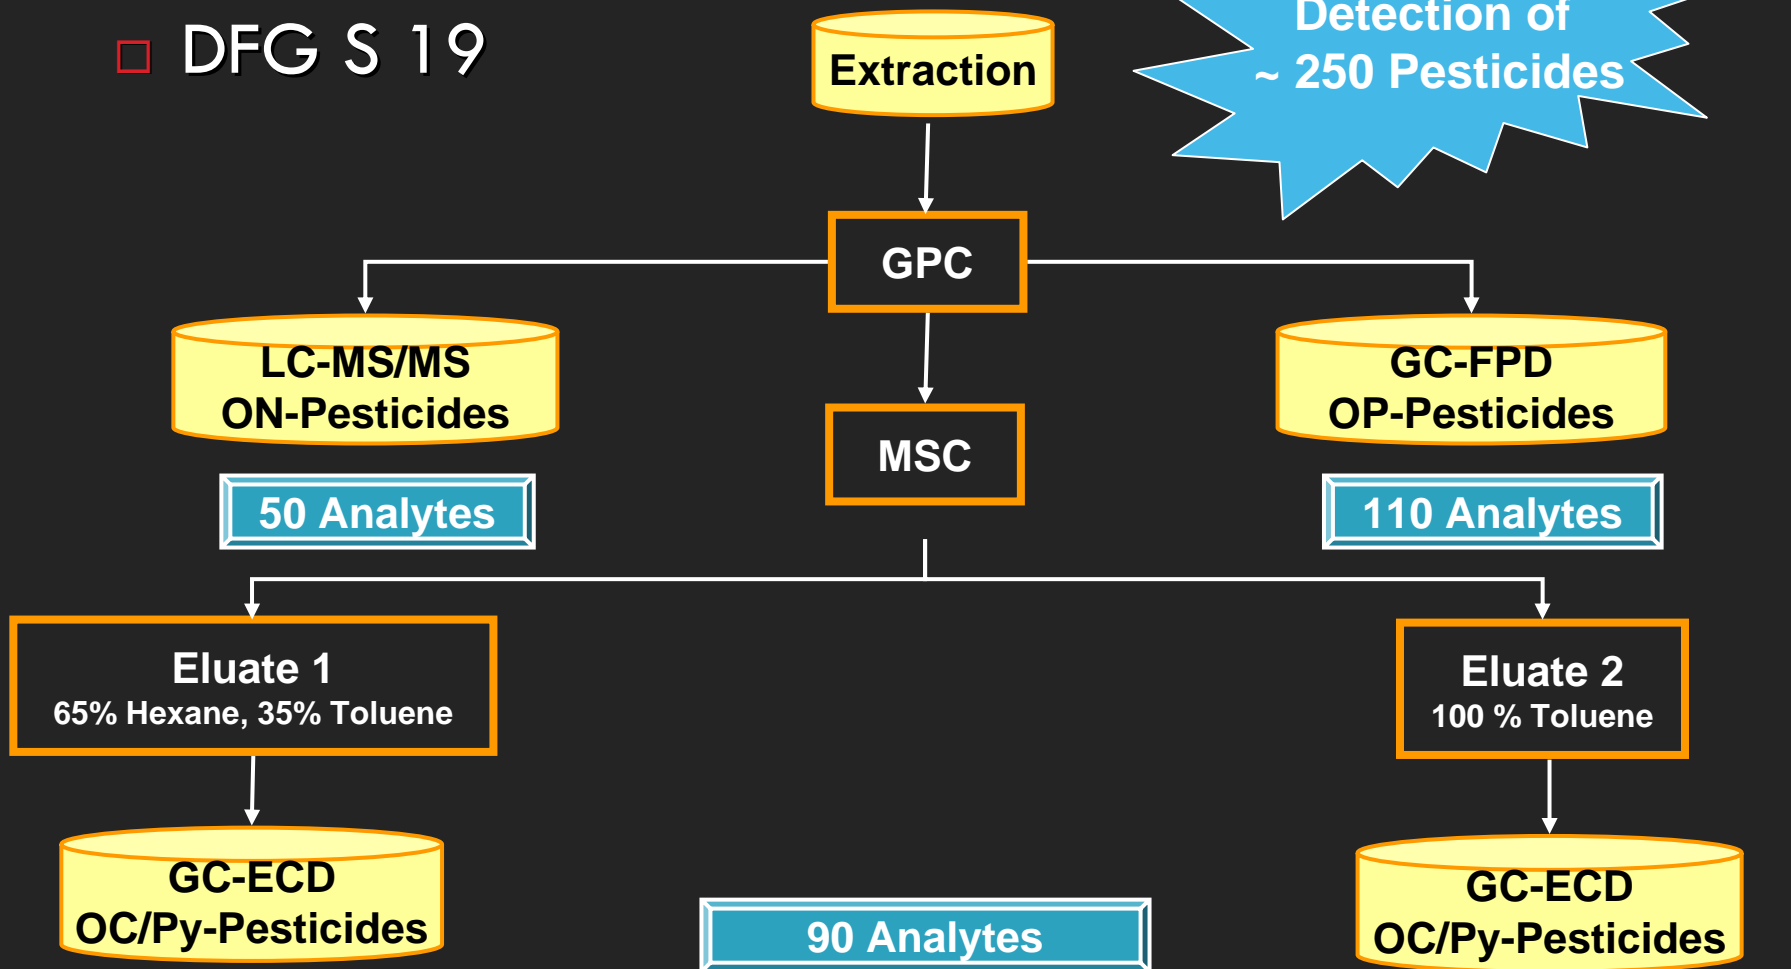 DFG S 19
Extraction
Detection of
~ 250 Pesticides
GPC
LC-MS/MS
ON-Pesticides
GC-FPD
OP-Pesticides
MSC
50 Analytes
110 Analytes
Eluate 1
65% Hexane, 35% Toluene
Eluate 2
100 % Toluene
GC-ECD
OC/Py-Pesticides
90 Analytes
GC-ECD
OC/Py-Pesticides